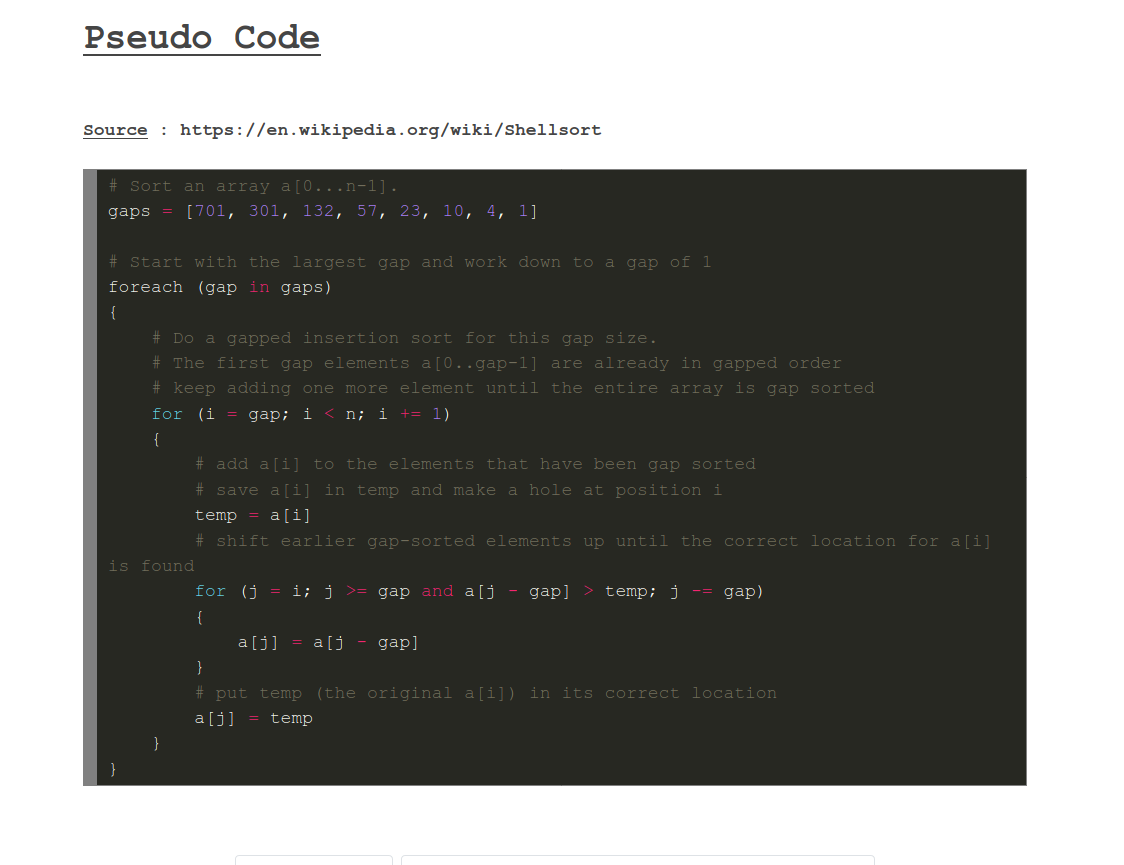 Pseudo Code
Source : https://en.wikipedia.org/wiki/Shellsort
# Sort an array a[0...n-1].
gaps = [701, 301, 132, 57, 23, 10, 4, 1]
# Start with the largest gap and work down to a gap of 1
foreach (gap in gaps)
{
    # Do a gapped insertion sort for this gap size.
    # The first gap elements a[0..gap-1] are already in gapped order
    # keep adding one more element until the entire array is gap sorted
    for (i = gap; i < n; i += 1)
    {
        # add a[i] to the elements that have been gap sorted
        # save a[i] in temp and make a hole at position i
        temp = a[i]
        # shift earlier gap-sorted elements up until the correct location for a[i]
is found
        for (j = i; j >= gap and a[j - gap] > temp; j -= gap)
        {
            a[j] = a[j - gap]
        }
        # put temp (the original a[i]) in its correct location
        a[j] = temp
    }
}